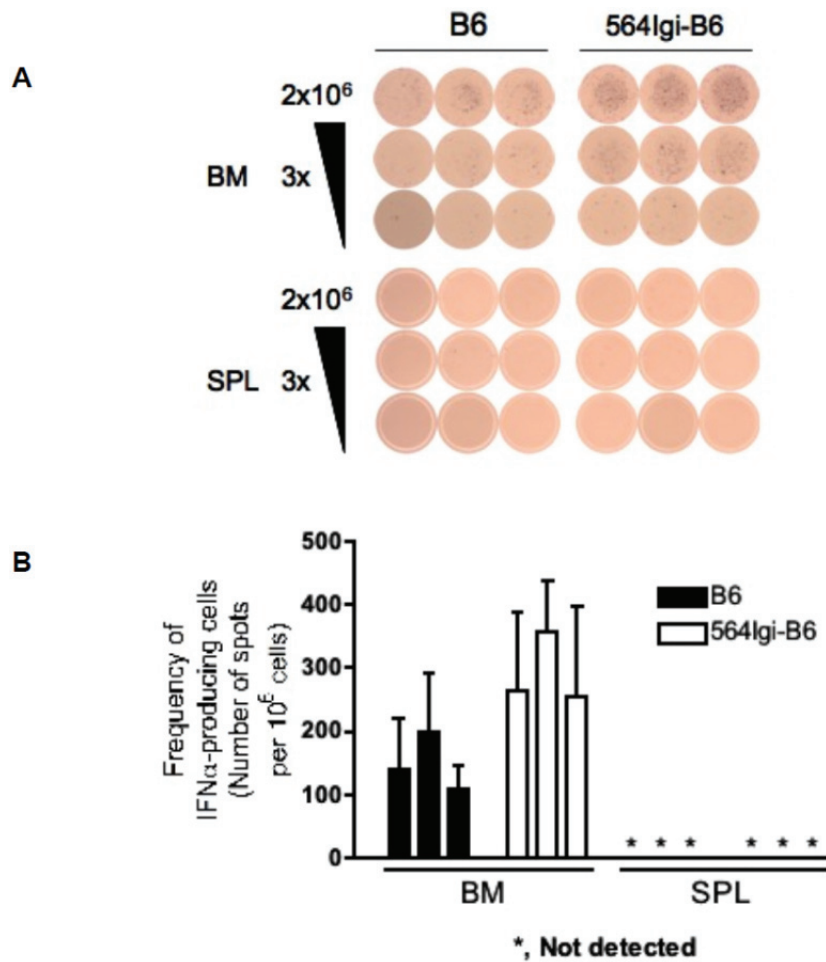 B6 564Igi-B6
A
2x10⁶
BM 3x
2x10⁶
SPL 3x
B
Frequency of
IFNα-producing cells
(Number of spots
per 10⁶ cells)
500
400
300
200
100
0
B6
564Igi-B6
* * * * * *
BM SPL
*, Not detected